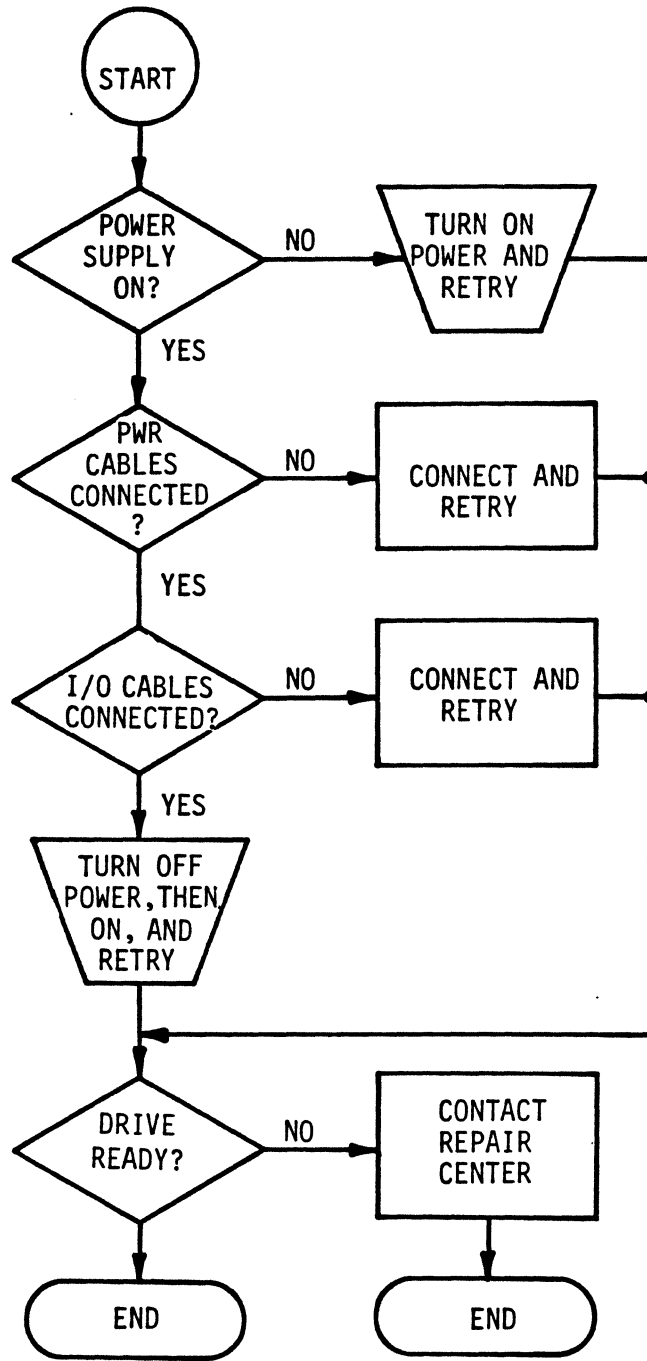 START
POWER
SUPPLY
ON?
NO
TURN ON
POWER AND
RETRY
YES
PWR
CABLES
CONNECTED
?
NO
CONNECT AND
RETRY
YES
I/O CABLES
CONNECTED?
NO
CONNECT AND
RETRY
YES
TURN OFF
POWER, THEN
ON, AND
RETRY
DRIVE
READY?
NO
CONTACT
REPAIR
CENTER
END
END